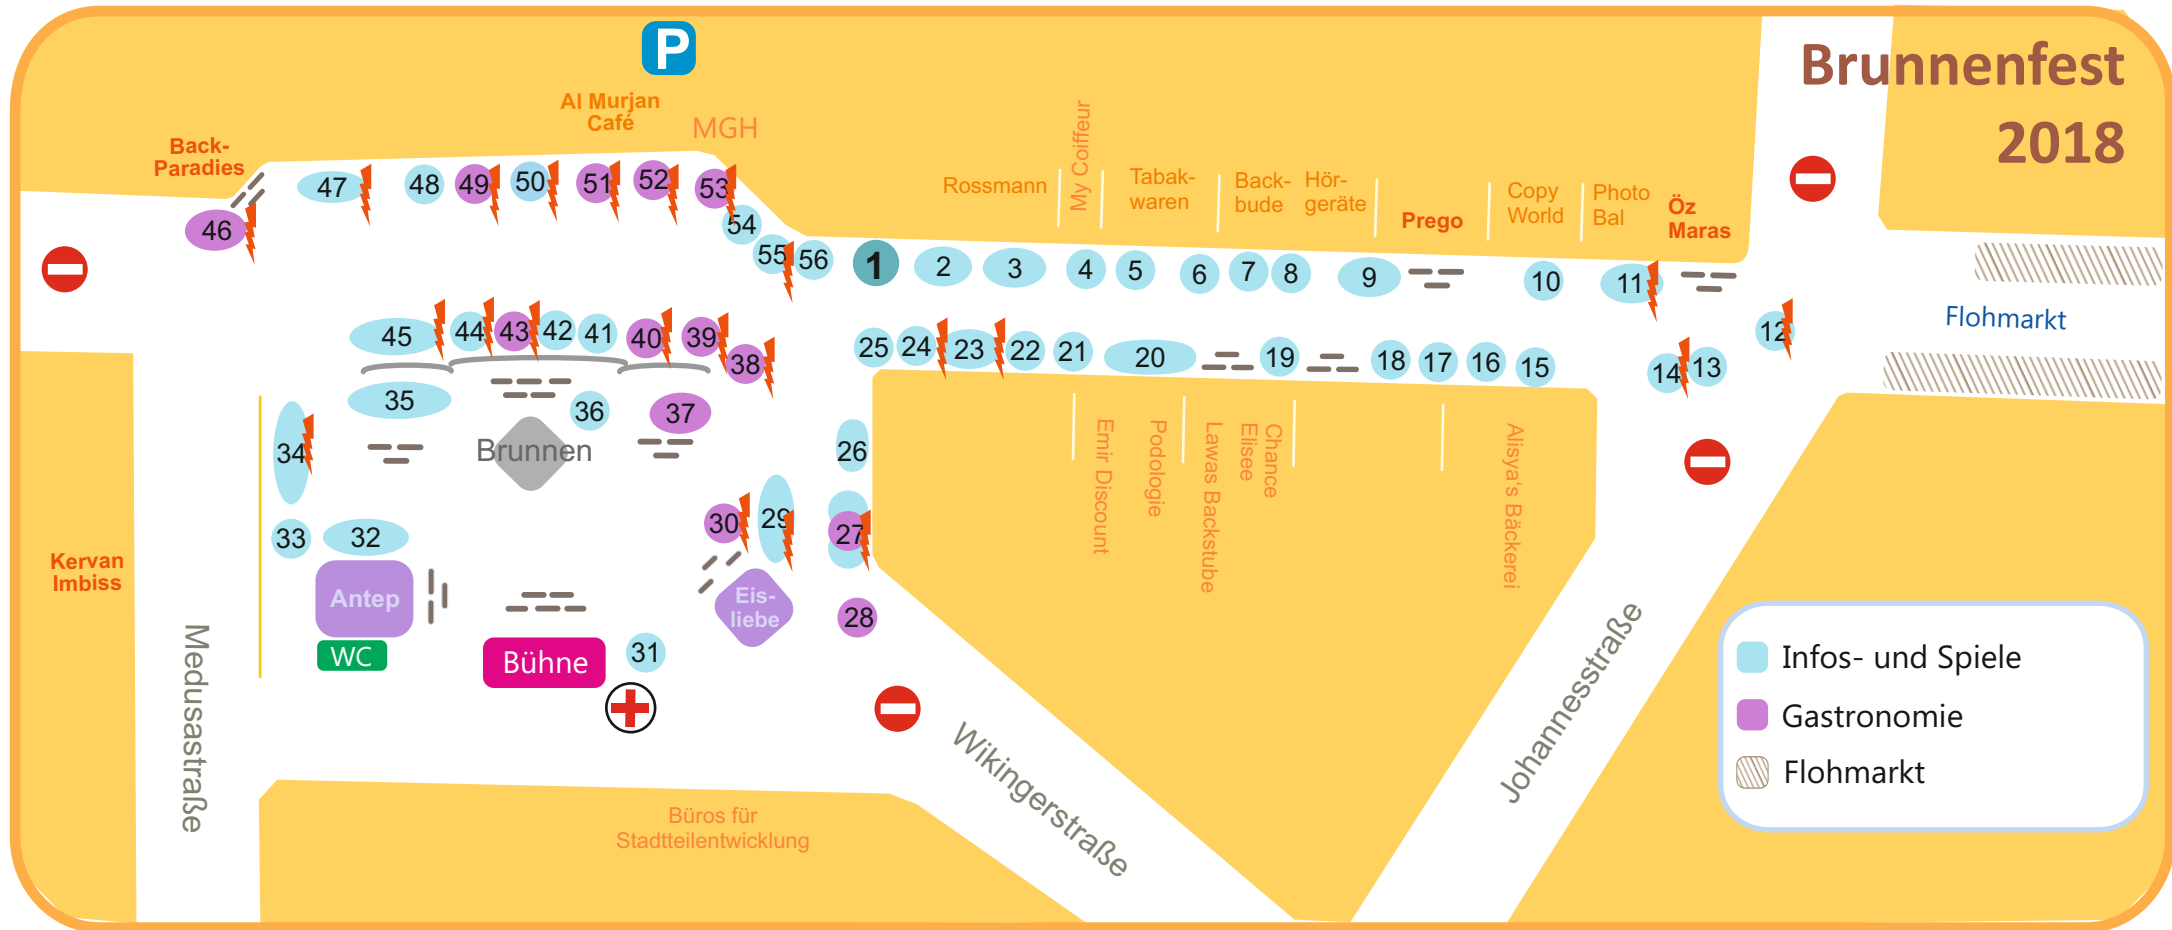 Brunnenfest
2018
P
Al Murjan
Café
MGH
Back-
Paradies
Rossmann
My Coiffeur
Tabak-
waren
Back-
bude
Hör-
geräte
Prego
Copy
World
Photo
Bal
Öz
Maras
47
48
49
50
51
52
53
46
54
55
56
1
2
3
4
5
6
7
8
9
10
11
12
Flohmarkt
45
44
43
42
41
40
39
38
25
24
23
22
21
20
19
18
17
16
15
14
13
35
36
37
34
Brunnen
26
33
32
30
29
27
28
Kervan
Imbiss
Antep
WC
Bühne
31
Eis-
liebe
Emir Discount
Podologie
Lawas Backstube
Elisee
Chance
Alisya's Bäckerei
Medusastraße
Wikingerstraße
Johannesstraße
Büros für
Stadtteilentwicklung
Infos- und Spiele
Gastronomie
Flohmarkt